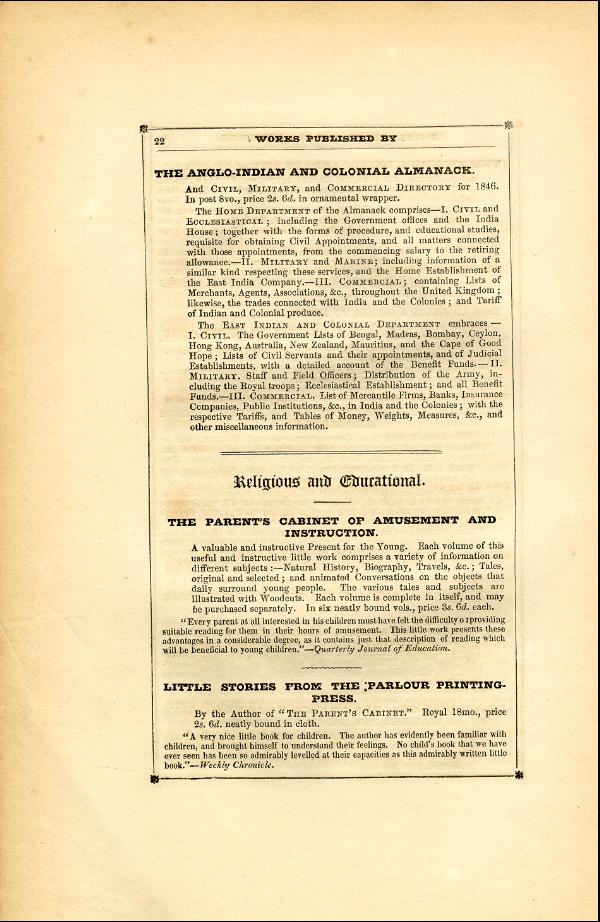 22
WORKS PUBLISHED BY
THE ANGLO-INDIAN AND COLONIAL ALMANACK.
And CIVIL, MILITARY, and COMMERCIAL DIRECTORY for 1846.
In post 8vo., price 2s. 6d. in ornamental wrapper.
The HOME DEPARTMENT of the Almanack comprises—I. CIVIL and
ECCLESIASTICAL; including the Government offices and the India
House; together with the forms of procedure, and educational studies,
requisite for obtaining Civil Appointments, and all matters connected
with those appointments, from the commencing salary to the retiring
allowance.—II. MILITARY and MARINE; including information of a
similar kind respecting these services, and the Home Establishment of
the East India Company.—III. COMMERCIAL; containing Lists of
Merchants, Agents, Associations, &c., throughout the United Kingdom;
likewise, the trades connected with India and the Colonies; and Tariff
of Indian and Colonial produce.
The EAST INDIAN AND COLONIAL DEPARTMENT embraces—
I. CIVIL. The Government Lists of Bengal, Madras, Bombay, Ceylon,
Hong Kong, Australia, New Zealand, Mauritius, and the Cape of Good
Hope; Lists of Civil Servants and their appointments, and of Judicial
Establishments, with a detailed account of the Benefit Funds.—II.
MILITARY. Staff and Field Officers; Distribution of the Army, in-
cluding the Royal troops; Ecclesiastical Establishment; and all Benefit
Funds.—III. COMMERCIAL. List of Mercantile Firms, Banks, Insurance
Companies, Public Institutions, &c., in India and the Colonies; with the
respective Tariffs, and Tables of Money, Weights, Measures, &c., and
other miscellaneous information.
Religious and Educational.
THE PARENT'S CABINET OF AMUSEMENT AND
INSTRUCTION.
A valuable and instructive Present for the Young. Each volume of this
useful and instructive little work comprises a variety of information on
different subjects:—Natural History, Biography, Travels, &c.; Tales,
original and selected; and animated Conversations on the objects that
daily surround young people. The various tales and subjects are
illustrated with Woodcuts. Each volume is complete in itself, and may
be purchased separately. In six neatly bound vols., price 3s. 6d. each.
"Every parent at all interested in his children must have felt the difficulty of providing
suitable reading for them in their hours of amusement. This little work presents these
advantages in a considerable degree, as it contains just that description of reading which
will be beneficial to young children."—Quarterly Journal of Education.
LITTLE STORIES FROM THE PARLOUR PRINTING-
PRESS.
By the Author of "THE PARENT'S CABINET." Royal 18mo., price
2s. 6d. neatly bound in cloth.
"A very nice little book for children. The author has evidently been familiar with
children, and brought himself to understand their feelings. No child's book that we have
ever seen has been so admirably levelled at their capacities as this admirably written little
book."—Weekly Chronicle.